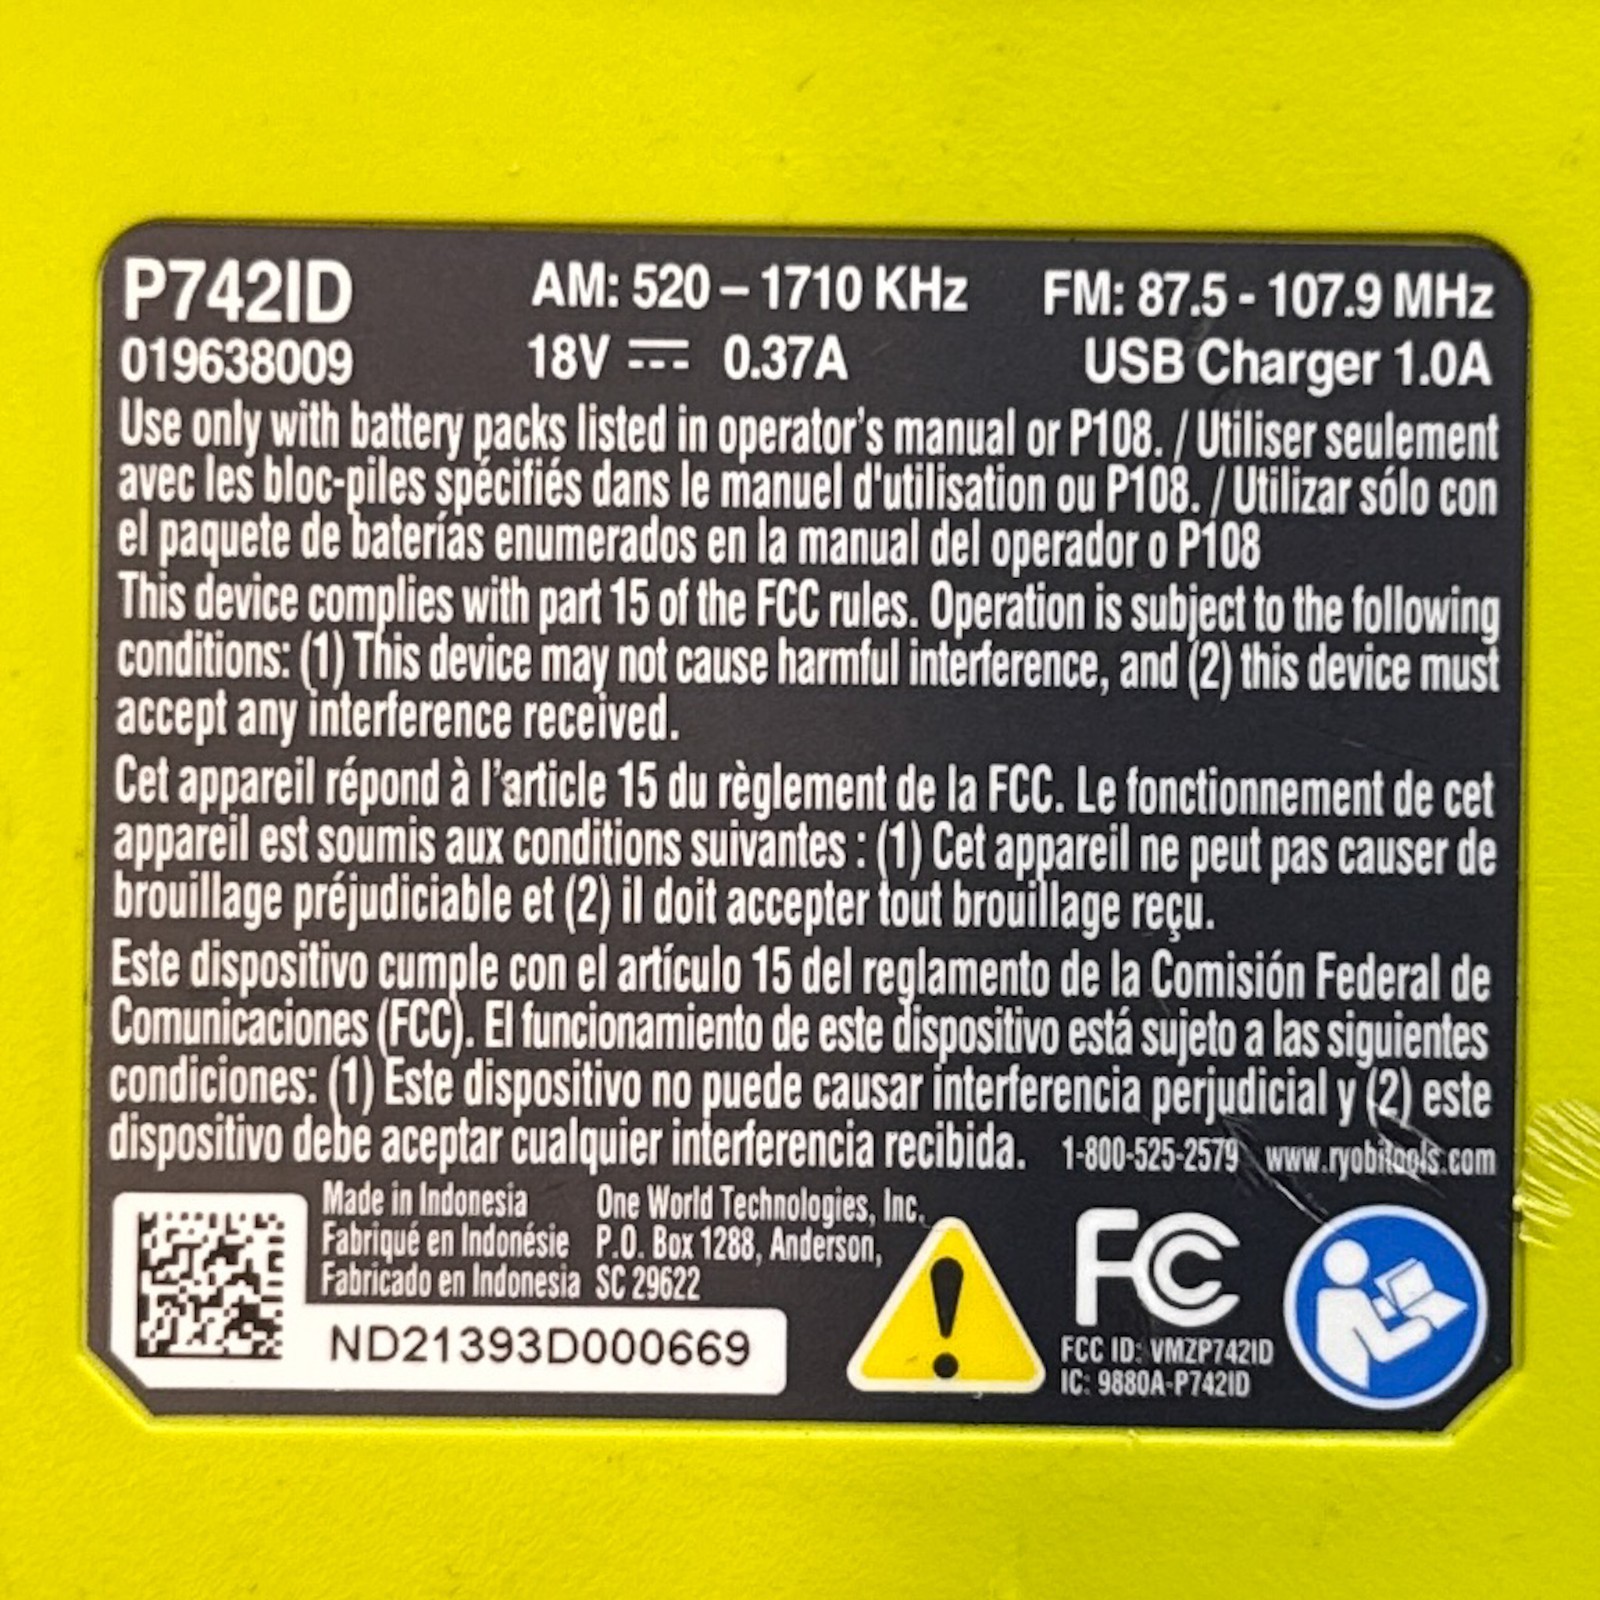 P742ID AM: 520 – 1710 KHz FM: 87.5 - 107.9 MHz
019638009 18V 0.37A USB Charger 1.0A
Use only with battery packs listed in operator's manual or P108. / Utiliser seulement
avec les bloc-piles spécifiés dans le manuel d'utilisation ou P108. / Utilizar sólo con
el paquete de baterías enumerados en la manual del operador o P108
This device complies with part 15 of the FCC rules. Operation is subject to the following
conditions: (1) This device may not cause harmful interference, and (2) this device must
accept any interference received.
Cet appareil répond à l'article 15 du règlement de la FCC. Le fonctionnement de cet
appareil est soumis aux conditions suivantes : (1) Cet appareil ne peut pas causer de
brouillage préjudiciable et (2) il doit accepter tout brouillage reçu.
Este dispositivo cumple con el artículo 15 del reglamento de la Comisión Federal de
Comunicaciones (FCC). El funcionamiento de este dispositivo está sujeto a las siguientes
condiciones: (1) Este dispositivo no puede causar interferencia perjudicial y (2) este
dispositivo debe aceptar cualquier interferencia recibida. 1-800-525-2579 www.ryobitools.com
Made in Indonesia One World Technologies, Inc.
Fabriqué en Indonésie P.O. Box 1288, Anderson,
Fabricado en Indonesia SC 29622
ND21393D000669
FC
FCC ID: VMZP742ID
IC: 9880A-P742ID